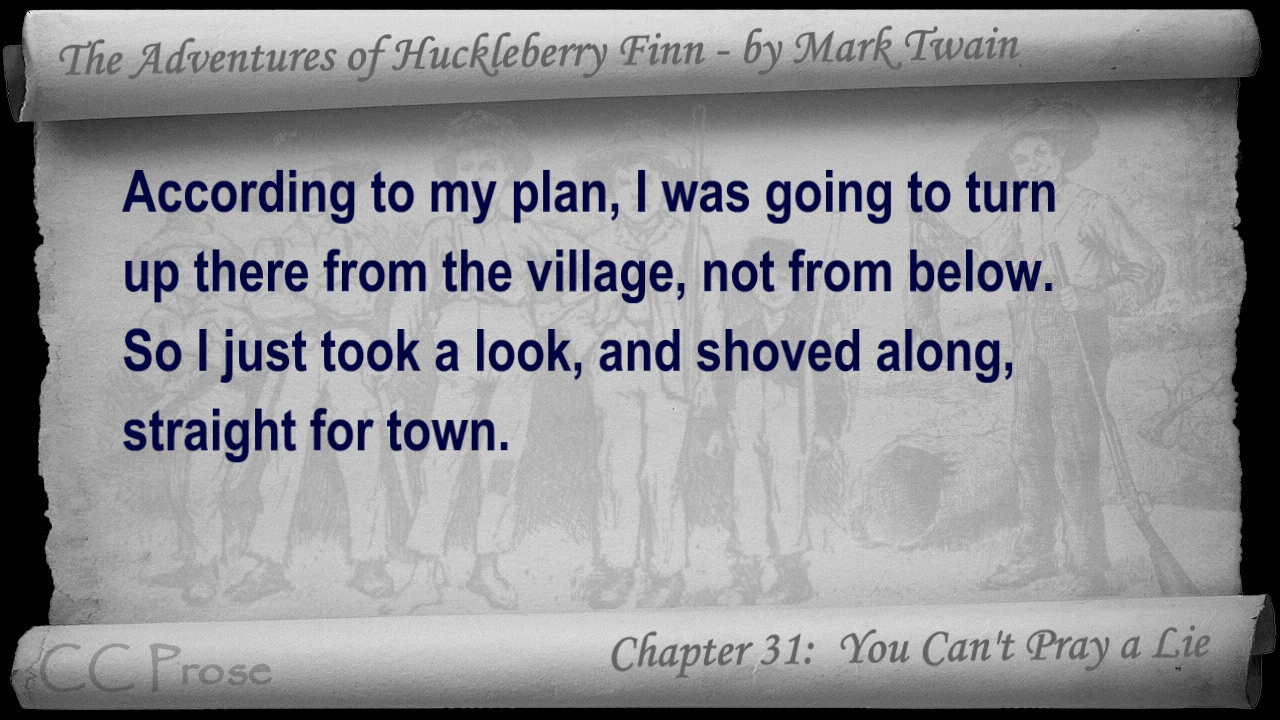 The Adventures of Huckleberry Finn - by Mark Twain
According to my plan, I was going to turn
up there from the village, not from below.
So I just took a look, and shoved along,
straight for town.
CC Prose
Chapter 31: You Can't Pray a Lie